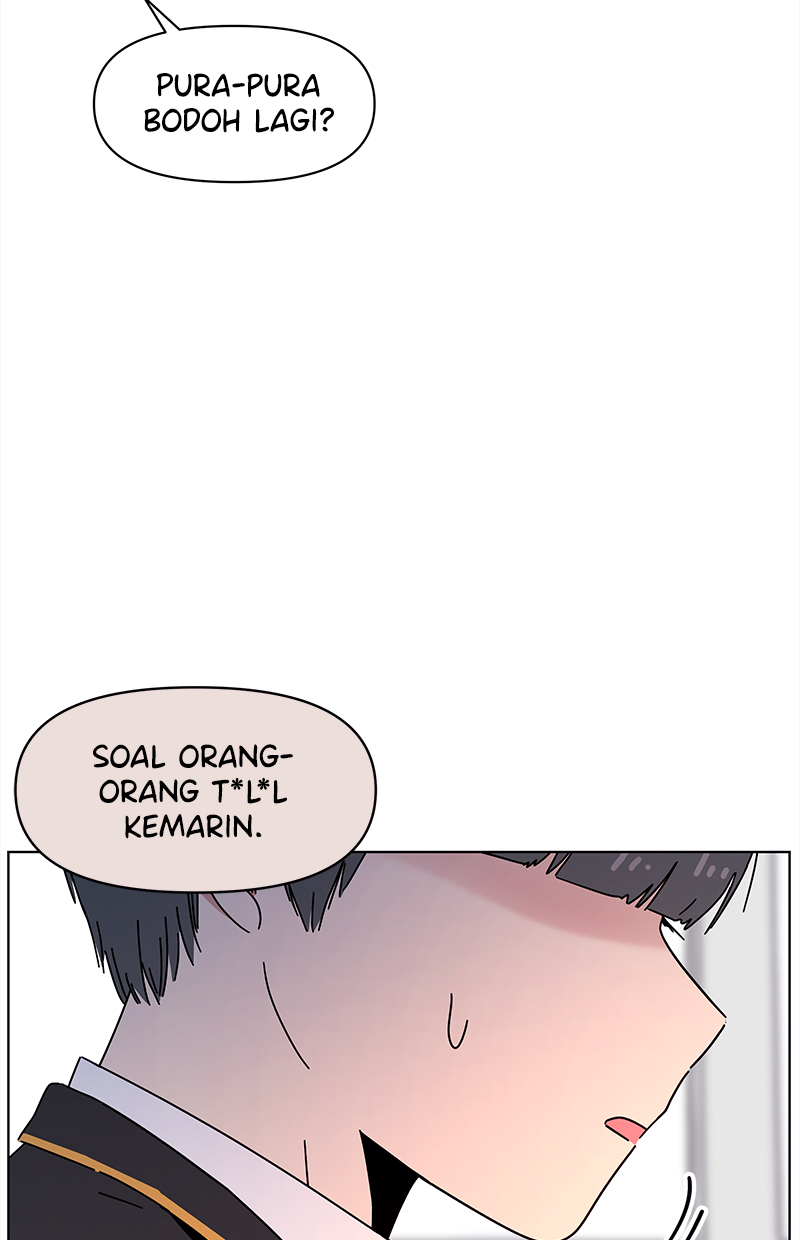 PURA-PURA
BODOH LAGI?
SOAL ORANG-
ORANG T*L*L
KEMARIN.